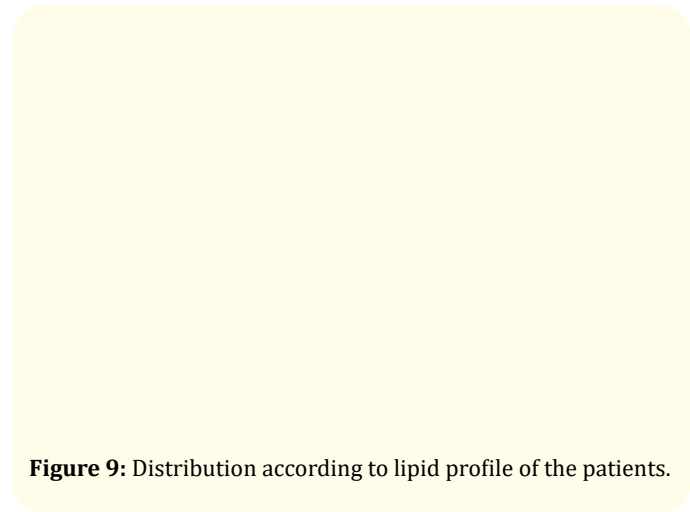 Figure 9: Distribution according to lipid profile of the patients.